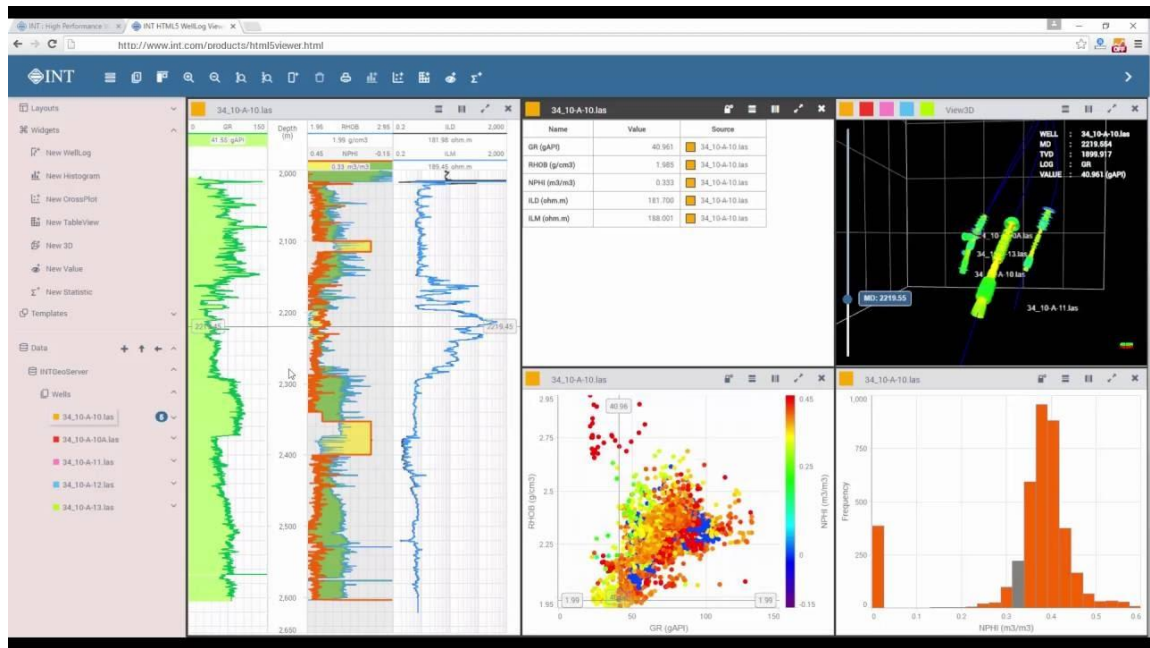 INT : High Performance
INT HTML5 WellLog View
http://www.int.com/products/html5viewer.html
OFF
INT
Layouts
Widgets
New WellLog
New Histogram
New CrossPlot
New TableView
New 3D
New Value
New Statistic
Templates
Data
INTGeoServer
Wells
34_10-A-10.las
6
34_10-A-10A.las
34_10-A-11.las
34_10-A-12.las
34_10-A-13.las
34_10-A-10.las
0 GR 150
41.55 gAPI
Depth
(m)
1.95 RHOB 2.95
1.99 g/cm3
0.45 NPHI -0.15
0.33 m3/m3
0.2 ILD 2,000
181.98 ohm.m
0.2 ILM 2,000
189.45 ohm.m
2,000
2,100
2,200
2219.45
2219.45
2,300
2,400
2,500
2,600
2,650
34_10-A-10.las
Name Value Source
GR (gAPI) 40.961 34_10-A-10.las
RHOB (g/cm3) 1.985 34_10-A-10.las
NPHI (m3/m3) 0.333 34_10-A-10.las
ILD (ohm.m) 181.700 34_10-A-10.las
ILM (ohm.m) 188.001 34_10-A-10.las
View3D
WELL : 34_10-A-10.las
MD : 2219.554
TVD : 1899.917
LOG : GR
VALUE : 40.961 (gAPI)
MD: 2219.55
34_10-A-11.las
34_10-A-10.las
34_10-A-10.las
2.95
2.75
2.5
2.25
1.95
RHOB (g/cm3)
40.96
1.99
1.99
50
100
150
GR (gAPI)
0.45
0.25
0
-0.15
NPHI (m3/m3)
34_10-A-10.las
1,000
750
500
250
0
Frequency
0
0.1
0.2
0.3
0.4
0.5
0.6
NPHI (m3/m3)